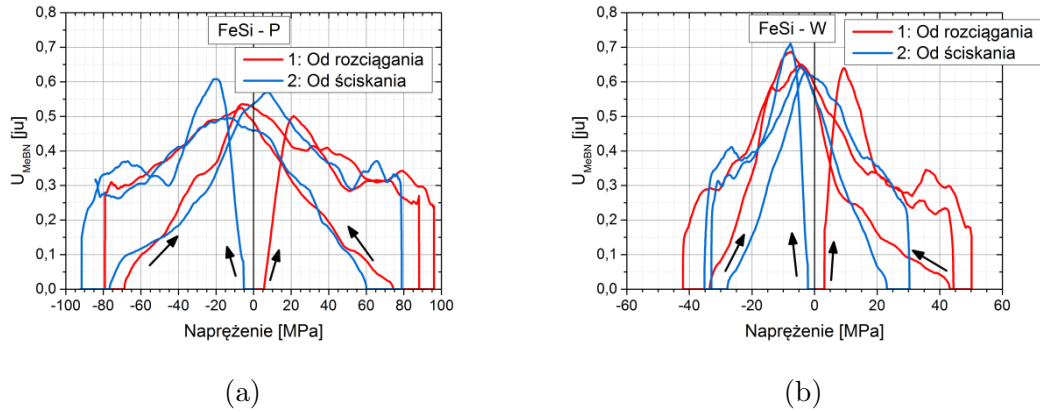 FeSi - P
1: Od rozciągania
2: Od ściskania
U MeBN [ju]
0,8
0,7
0,6
0,5
0,4
0,3
0,2
0,1
0,0
-100 -80 -60 -40 -20 0 20 40 60 80 100
Naprężenie [MPa]
(a)
FeSi - W
1: Od rozciągania
2: Od ściskania
U MeBN [ju]
0,8
0,7
0,6
0,5
0,4
0,3
0,2
0,1
0,0
-60 -40 -20 0 20 40 60
Naprężenie [MPa]
(b)